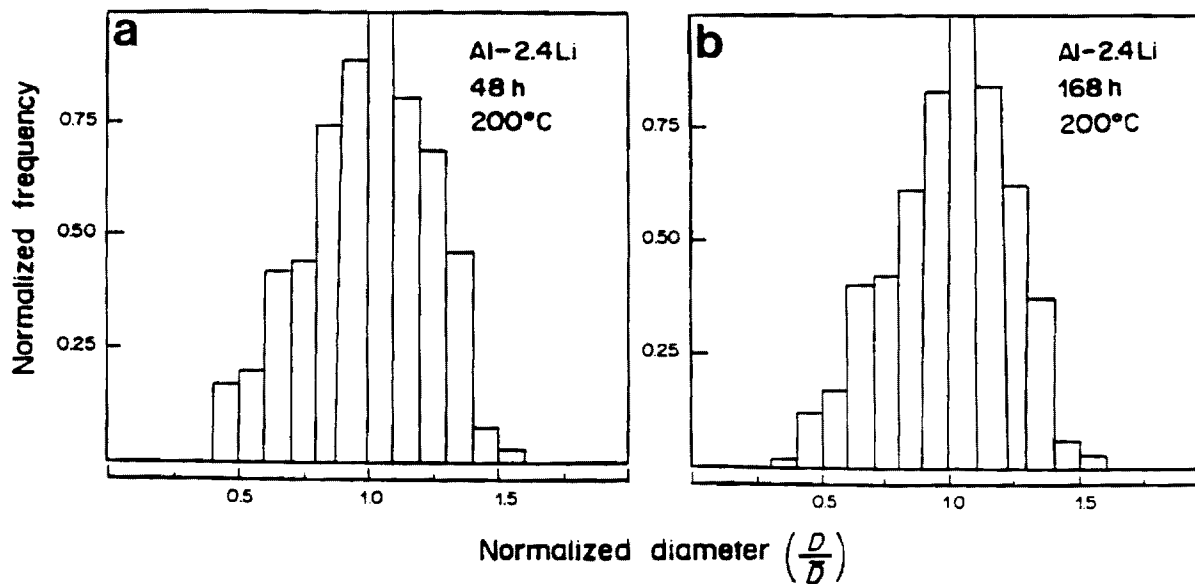 a
Al-2.4Li
48 h
200°C
Normalized frequency
0.75
0.50
0.25
0.5
1.0
1.5
b
Al-2.4Li
168h
200°C
0.75
0.50
0.25
0.5
1.0
1.5
Normalized diameter (D/D̅)